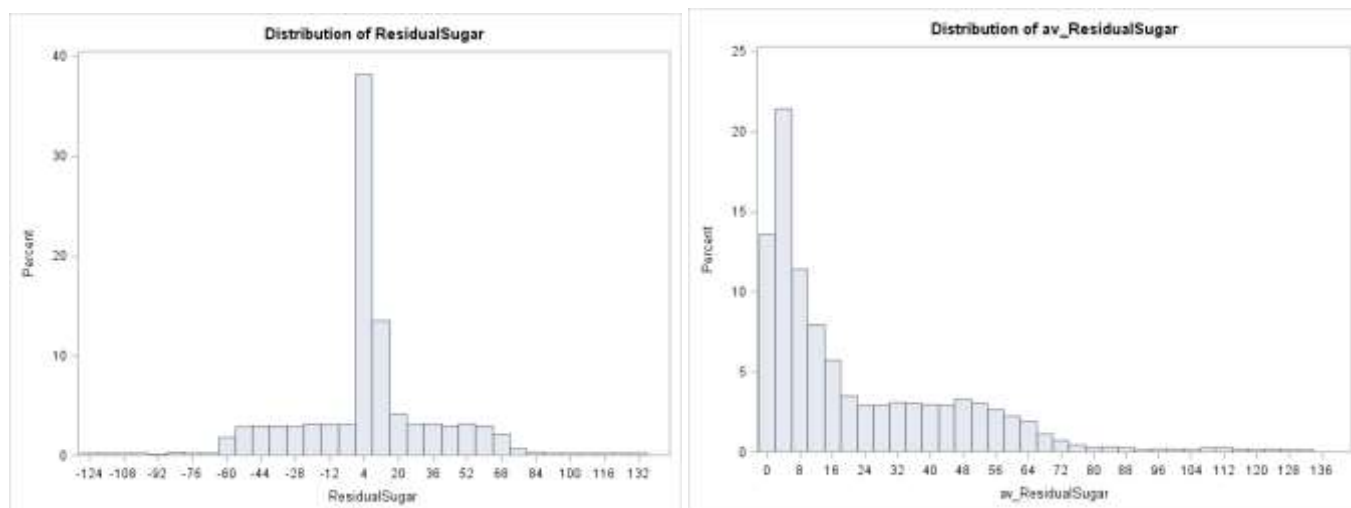 Distribution of ResidualSugar
40
30
20
10
0
Percent
-124 -108 -92 -76 -60 -44 -28 -12 4 20 36 52 68 84 100 116 132
ResidualSugar
Distribution of av_ResidualSugar
25
20
15
10
5
0
Percent
0 8 16 24 32 40 48 56 64 72 80 88 96 104 112 120 128 136
av_ResidualSugar